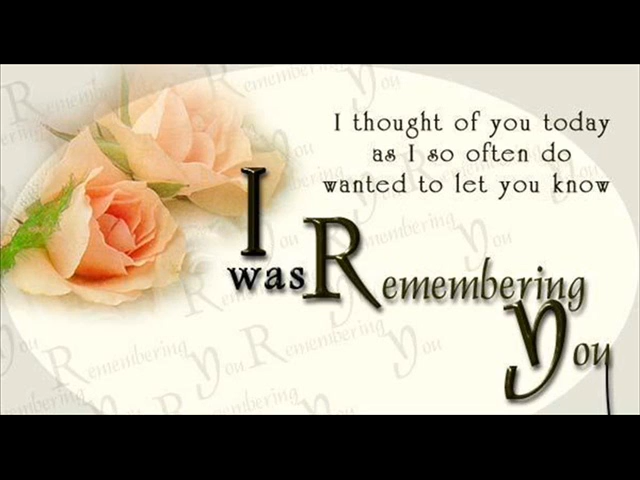 I thought of you today
as I so often do
wanted to let you know
I
was Remembering
You